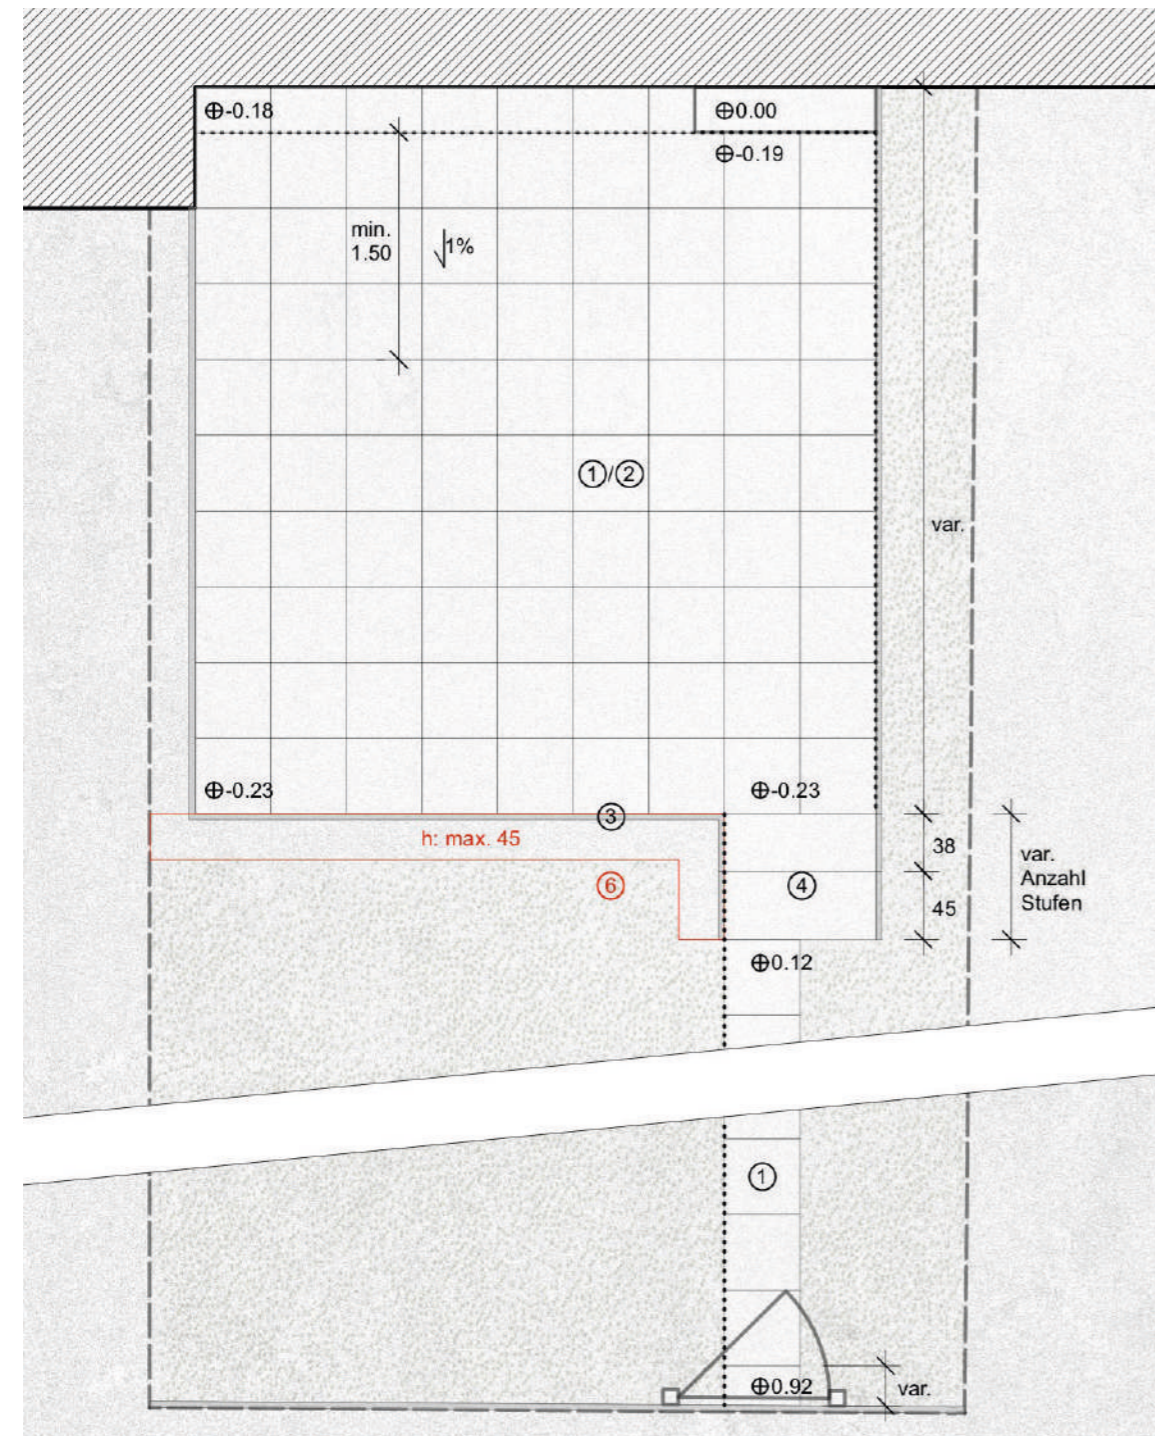 ⊕-0.18
⊕0.00
⊕-0.19
min.
1.50
1%
①/②
var.
⊕-0.23
⊕-0.23
③
h: max. 45
38
var.
Anzahl
Stufen
⑥
④
45
⊕0.12
①
⊕0.92
var.